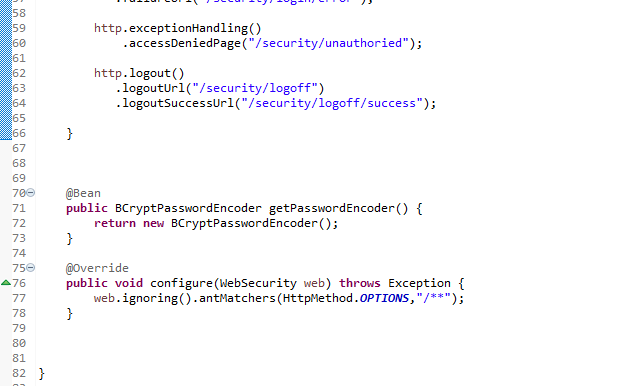 57 .failureUrl("/security/login/error");
58
59 http.exceptionHandling()
60 .accessDeniedPage("/security/unauthoried");
61
62 http.logout()
63 .logoutUrl("/security/logoff")
64 .logoutSuccessUrl("/security/logoff/success");
65
66 }
67
68
69
70 @Bean
71 public BCryptPasswordEncoder getPasswordEncoder() {
72 return new BCryptPasswordEncoder();
73 }
74
75 @Override
76 public void configure(WebSecurity web) throws Exception {
77 web.ignoring().antMatchers(HttpMethod.OPTIONS,"/**");
78 }
79
80
81
82 }